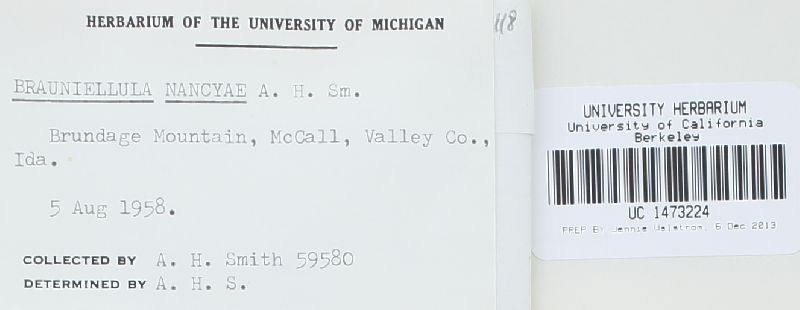 HERBARIUM OF THE UNIVERSITY OF MICHIGAN
BRAUNIELLULA NANCYAE A. H. Sm.
Brundage Mountain, McCall, Valley Co.,
Ida.
5 Aug 1958.
COLLECTED BY A. H. Smith 59580
DETERMINED BY A. H. S.
UNIVERSITY HERBARIUM
University of California
Berkeley
UC 1473224
PREP BY Jennie Walstrom, 6 Dec 2013